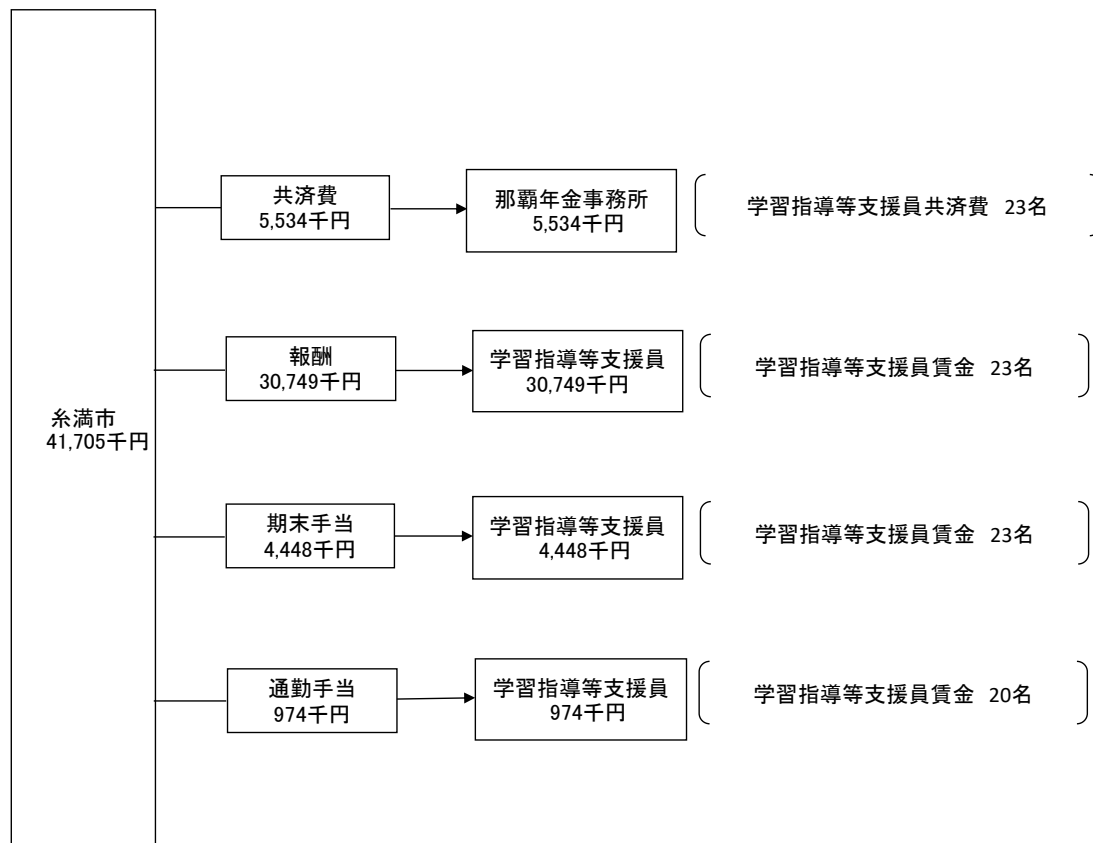 共済費
5,534千円
那覇年金事務所
5,534千円
学習指導等支援員共済費 23名
報酬
30,749千円
学習指導等支援員
30,749千円
学習指導等支援員賃金 23名
糸満市
41,705千円
期末手当
4,448千円
学習指導等支援員
4,448千円
学習指導等支援員賃金 23名
通勤手当
974千円
学習指導等支援員
974千円
学習指導等支援員賃金 20名